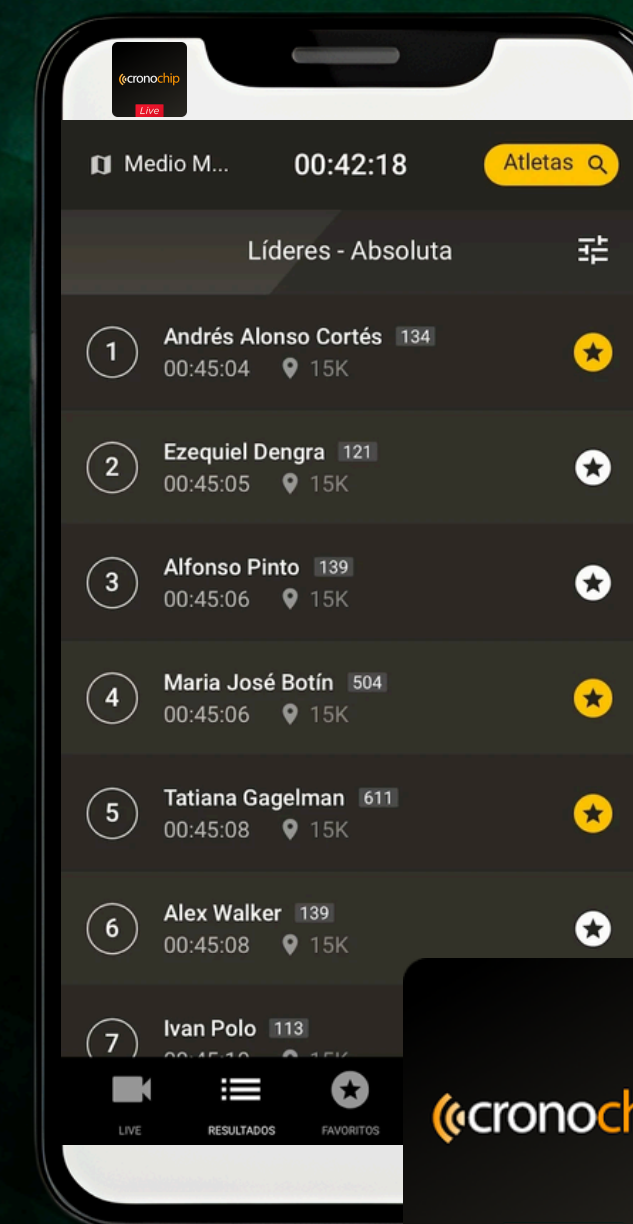 cronochip
Live
Medio M...
00:42:18
Atletas
Líderes - Absoluta
1
Andrés Alonso Cortés 134
00:45:04 15K
2
Ezequiel Dengra 121
00:45:05 15K
3
Alfonso Pinto 139
00:45:06 15K
4
Maria José Botín 504
00:45:06 15K
5
Tatiana Gagelman 611
00:45:08 15K
6
Alex Walker 139
00:45:08 15K
7
Ivan Polo 113
LIVE
RESULTADOS
FAVORITOS
cronochip